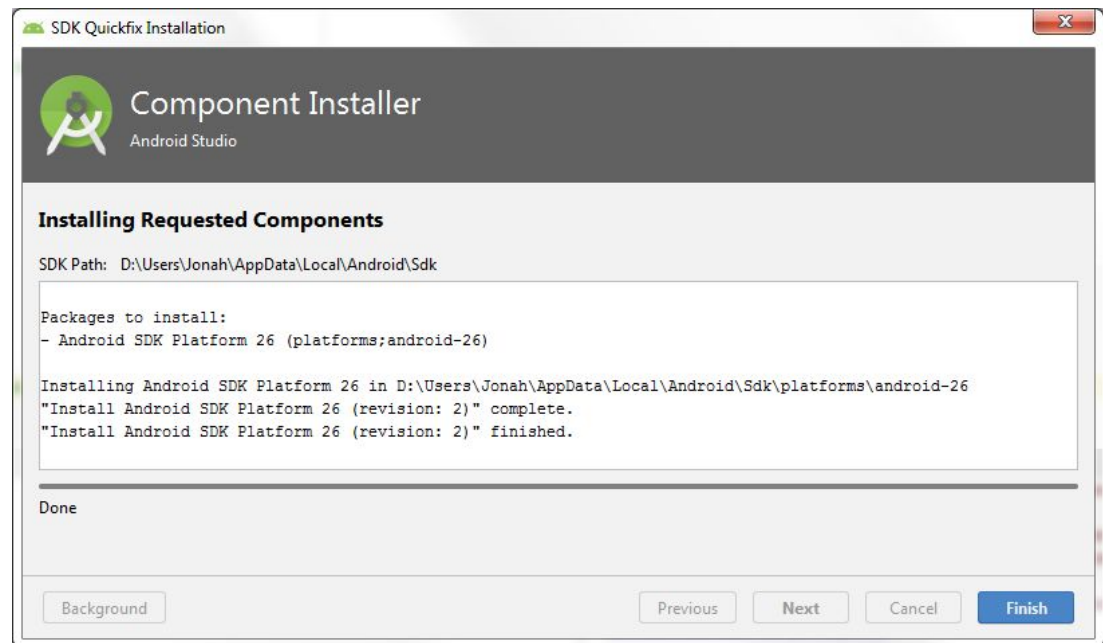 SDK Quickfix Installation
Component Installer
Android Studio
Installing Requested Components
SDK Path: D:\Users\Jonah\AppData\Local\Android\Sdk
Packages to install:
- Android SDK Platform 26 (platforms;android-26)
Installing Android SDK Platform 26 in D:\Users\Jonah\AppData\Local\Android\Sdk\platforms\android-26
"Install Android SDK Platform 26 (revision: 2)" complete.
"Install Android SDK Platform 26 (revision: 2)" finished.
Done
Background Previous Next Cancel Finish